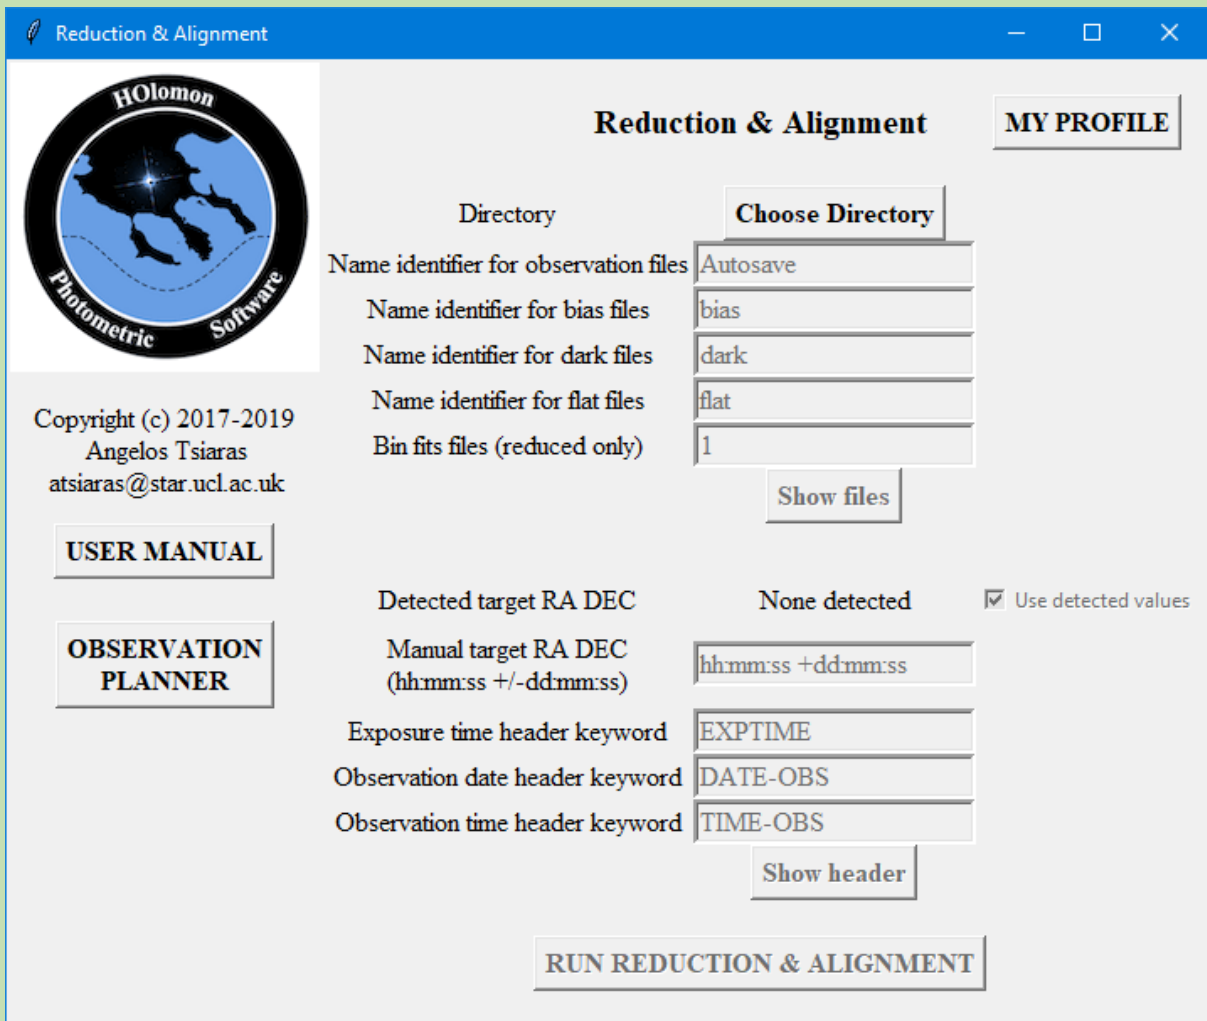 Reduction & Alignment
HOlomon
Photometric Software
Reduction & Alignment
MY PROFILE
Directory
Choose Directory
Name identifier for observation files
Autosave
Name identifier for bias files
bias
Name identifier for dark files
dark
Name identifier for flat files
flat
Bin fits files (reduced only)
1
Show files
Copyright (c) 2017-2019
Angelos Tsiaras
atsiaras@star.ucl.ac.uk
USER MANUAL
OBSERVATION
PLANNER
Detected target RA DEC
None detected
Use detected values
Manual target RA DEC
(hh:mm:ss +/-dd:mm:ss)
hh:mm:ss +dd:mm:ss
Exposure time header keyword
EXPTIME
Observation date header keyword
DATE-OBS
Observation time header keyword
TIME-OBS
Show header
RUN REDUCTION & ALIGNMENT